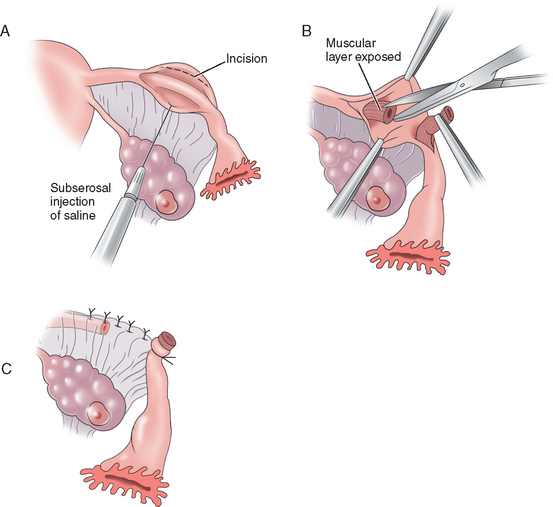 A
Incision
Subserosal
injection
of saline
B
Muscular
layer exposed
C